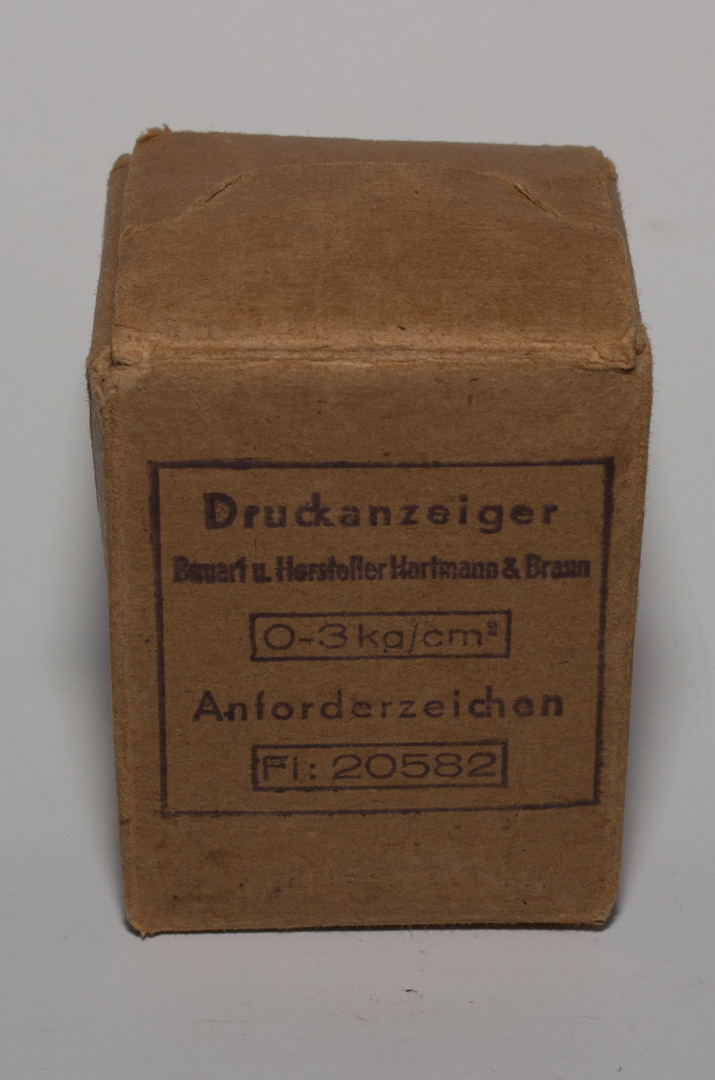 Druckanzeiger
Bauart u. Hersteller Hartmann & Braun
0-3 kg/cm²
Anforderzeichen
Fl: 20582